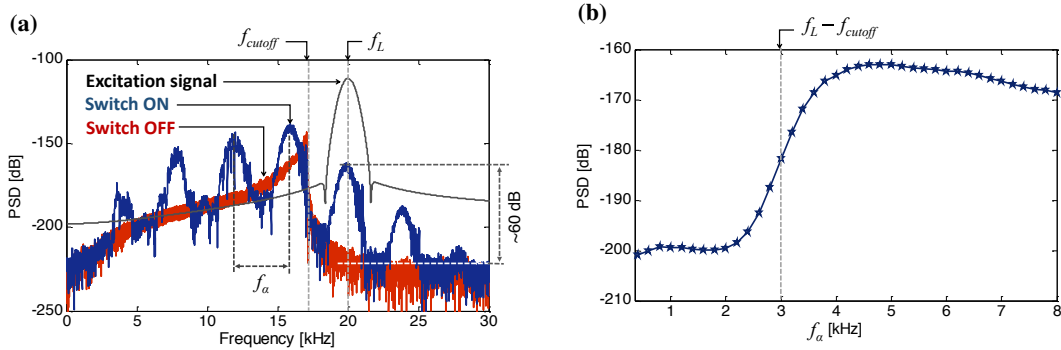 (a)
f_cutoff
f_L
-100
-150
-200
-250
PSD [dB]
Excitation signal
Switch ON
Switch OFF
f_α
~60 dB
0 5 10 15 20 25 30
Frequency [kHz]
(b)
f_L – f_cutoff
-160
-170
-180
-190
-200
-210
PSD [dB]
1 2 3 4 5 6 7 8
f_α [kHz]